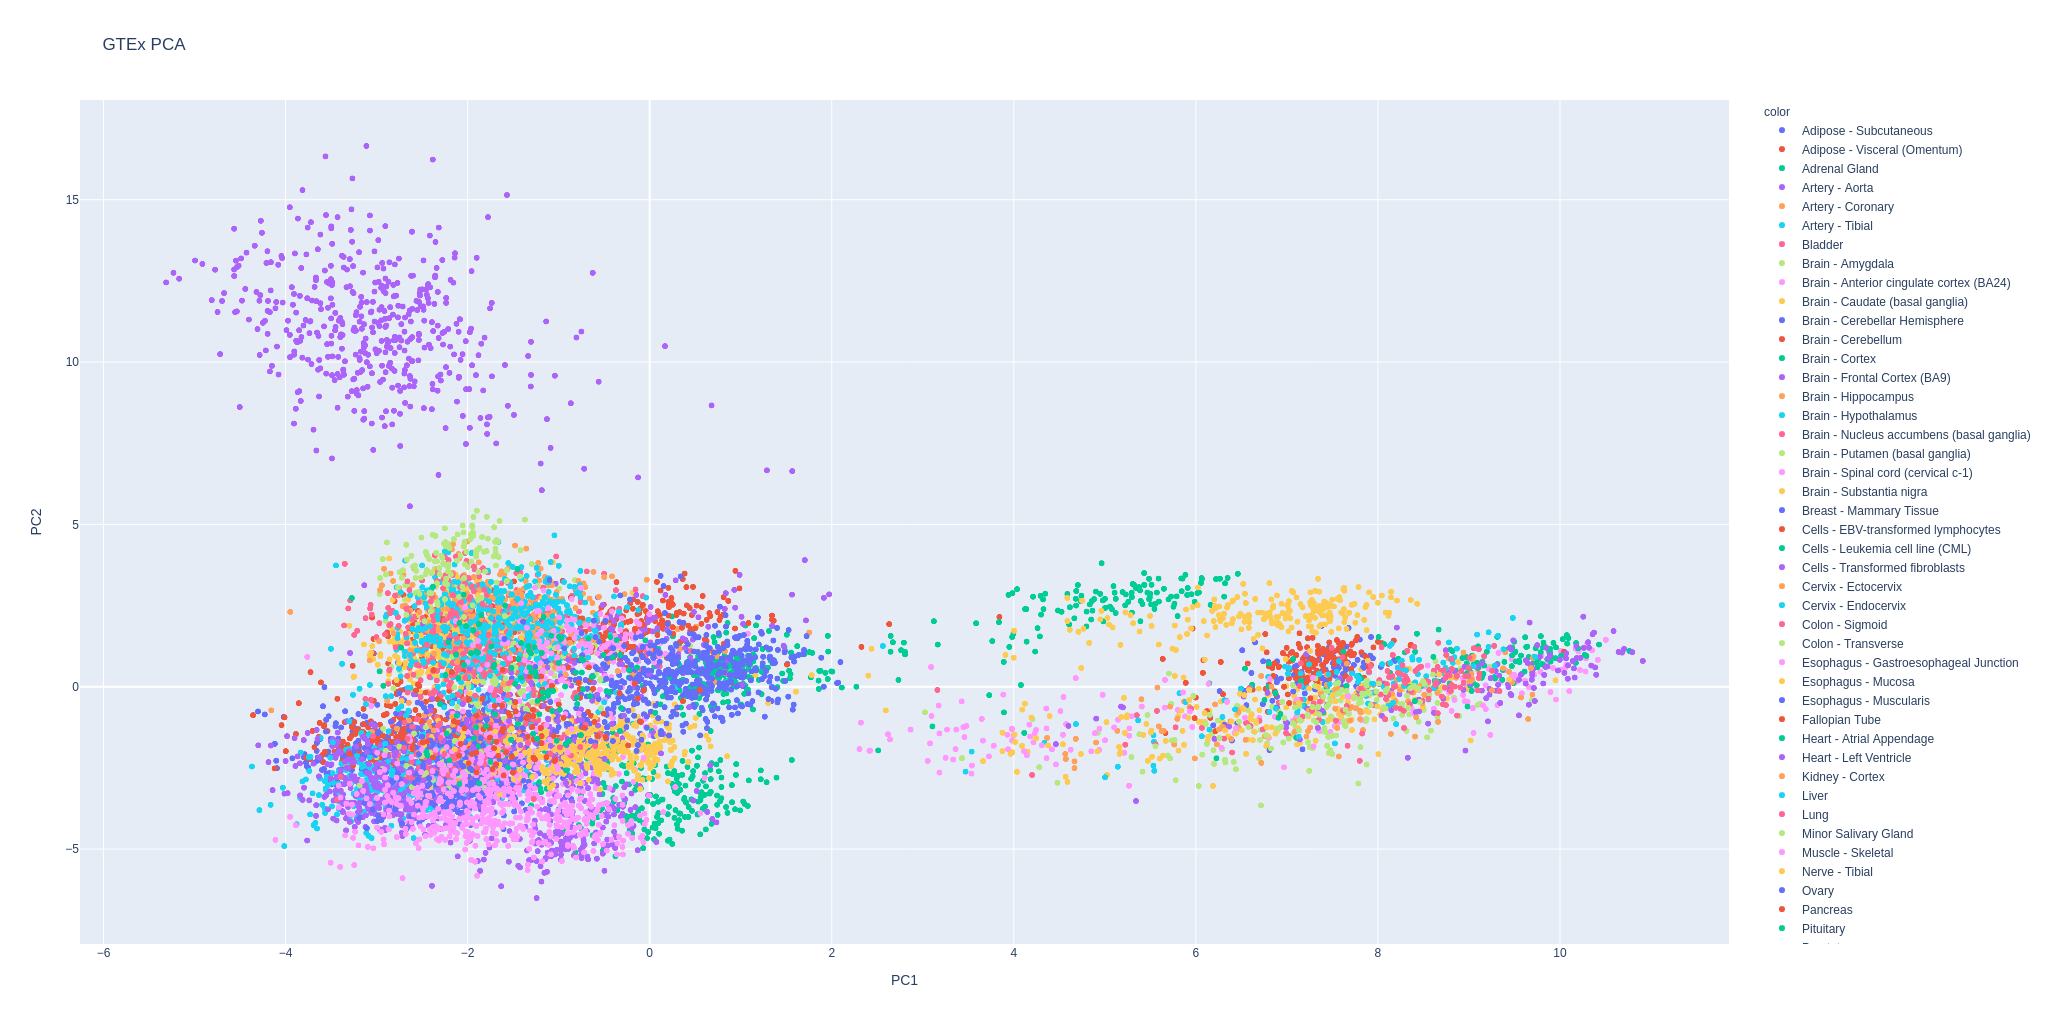 GTEx PCA
color
Adipose - Subcutaneous
Adipose - Visceral (Omentum)
Adrenal Gland
Artery - Aorta
Artery - Coronary
Artery - Tibial
Bladder
Brain - Amygdala
Brain - Anterior cingulate cortex (BA24)
Brain - Caudate (basal ganglia)
Brain - Cerebellar Hemisphere
Brain - Cerebellum
Brain - Cortex
Brain - Frontal Cortex (BA9)
Brain - Hippocampus
Brain - Hypothalamus
Brain - Nucleus accumbens (basal ganglia)
Brain - Putamen (basal ganglia)
Brain - Spinal cord (cervical c-1)
Brain - Substantia nigra
Breast - Mammary Tissue
Cells - EBV-transformed lymphocytes
Cells - Leukemia cell line (CML)
Cells - Transformed fibroblasts
Cervix - Ectocervix
Cervix - Endocervix
Colon - Sigmoid
Colon - Transverse
Esophagus - Gastroesophageal Junction
Esophagus - Mucosa
Esophagus - Muscularis
Fallopian Tube
Heart - Atrial Appendage
Heart - Left Ventricle
Kidney - Cortex
Liver
Lung
Minor Salivary Gland
Muscle - Skeletal
Nerve - Tibial
Ovary
Pancreas
Pituitary
15
10
5
0
−5
PC2
−6
−4
−2
0
2
4
6
8
10
PC1